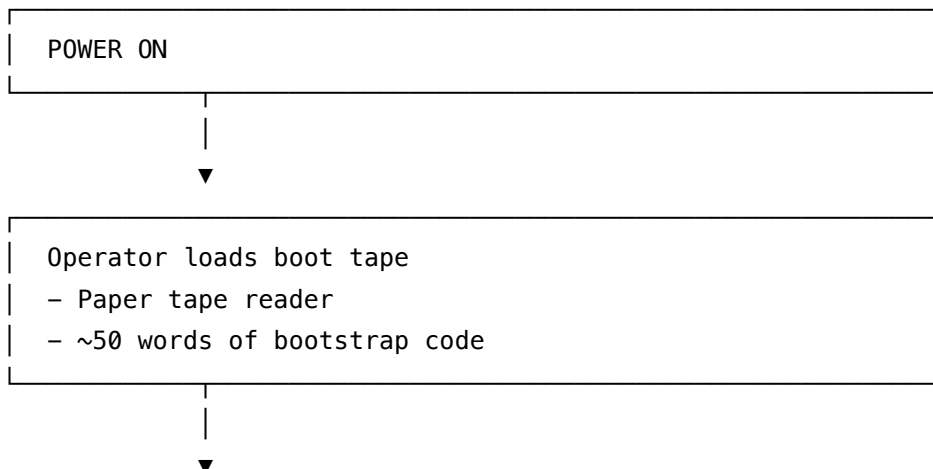 POWER ON
Operator loads boot tape
- Paper tape reader
- ~50 words of bootstrap code